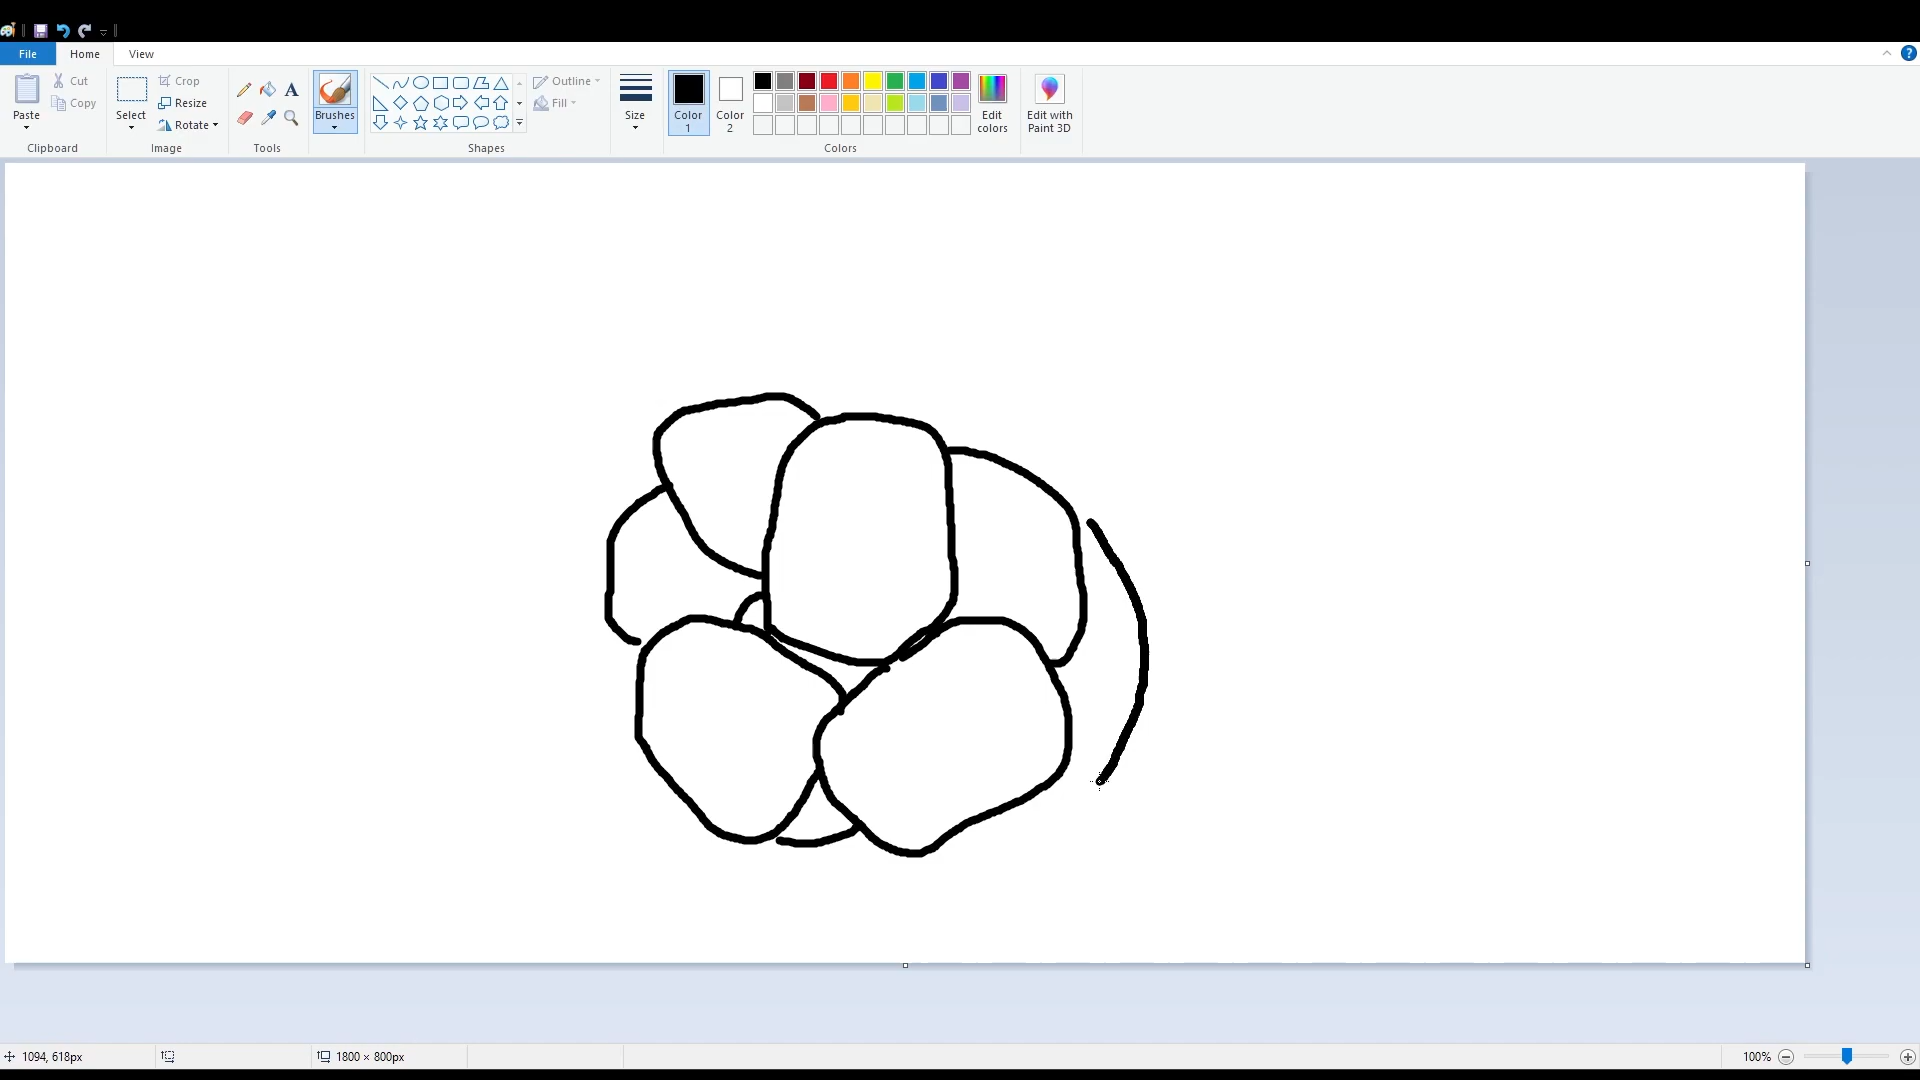 File Home View
Paste Cut Copy Clipboard
Select Crop Resize Rotate Image
A
Tools
Brushes
Shapes Outline Fill
Size
Color 1 Color 2 Edit colors Colors
Edit with Paint 3D
?
1094, 618px 1800 × 800px 100%